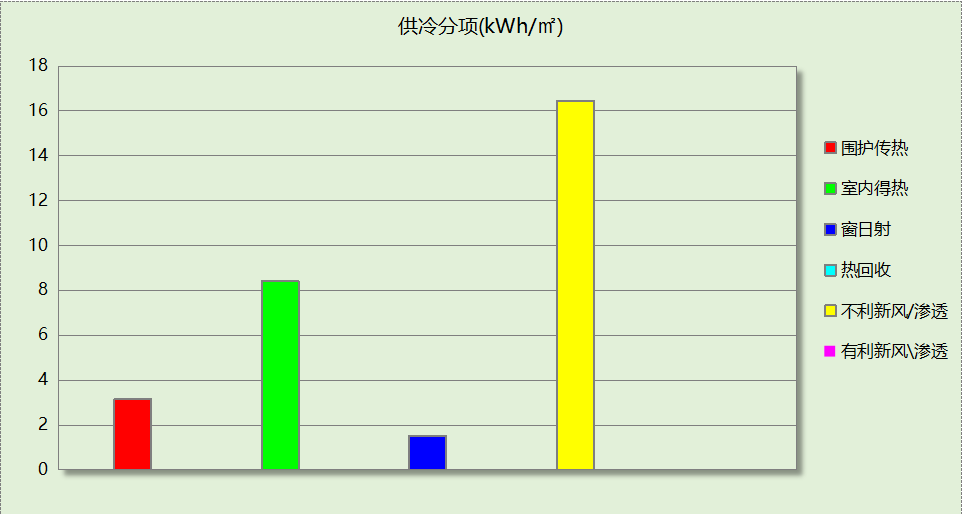 供冷分项(kWh/㎡)
18
16
14
12
10
8
6
4
2
0
围护传热
室内得热
窗日射
热回收
不利新风/渗透
有利新风\渗透